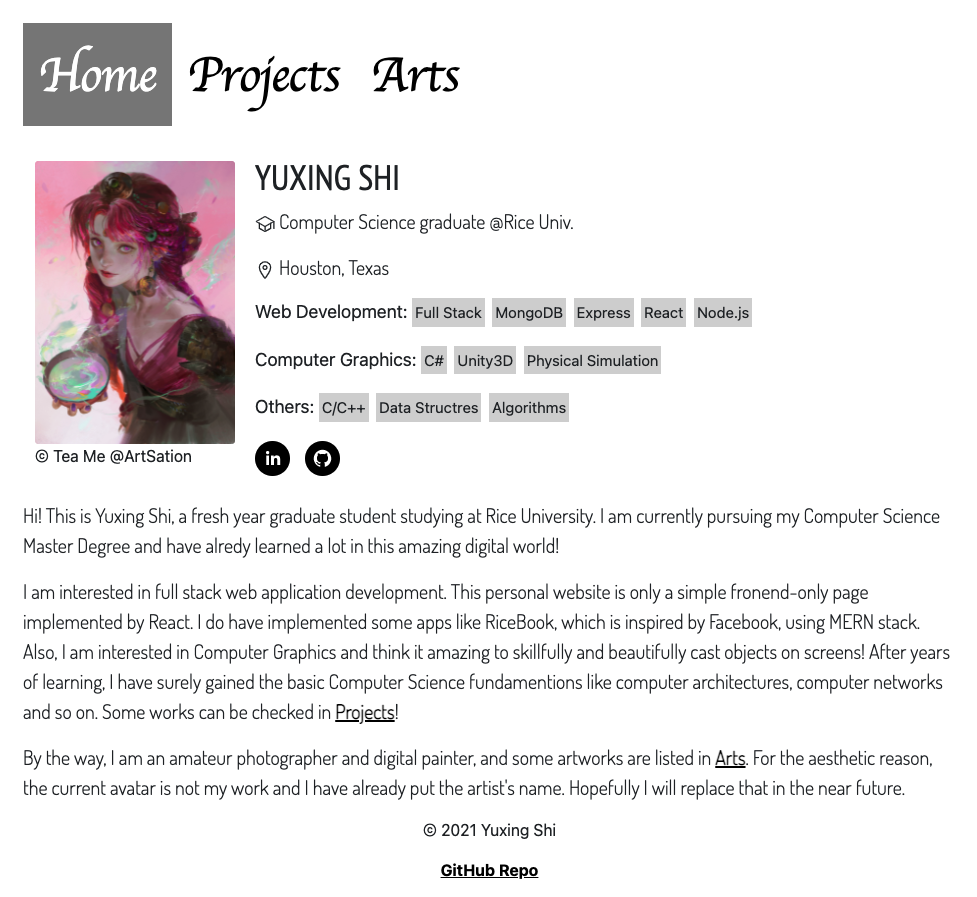 Home Projects Arts
YUXING SHI
Computer Science graduate @Rice Univ.
Houston, Texas
Web Development: Full Stack MongoDB Express React Node.js
Computer Graphics: C# Unity3D Physical Simulation
Others: C/C++ Data Structres Algorithms
© Tea Me @ArtSation
in
Hi! This is Yuxing Shi, a fresh year graduate student studying at Rice University. I am currently pursuing my Computer Science
Master Degree and have alredy learned a lot in this amazing digital world!
I am interested in full stack web application development. This personal website is only a simple fronend-only page
implemented by React. I do have implemented some apps like RiceBook, which is inspired by Facebook, using MERN stack.
Also, I am interested in Computer Graphics and think it amazing to skillfully and beautifully cast objects on screens! After years
of learning, I have surely gained the basic Computer Science fundamentions like computer architectures, computer networks
and so on. Some works can be checked in Projects!
By the way, I am an amateur photographer and digital painter, and some artworks are listed in Arts. For the aesthetic reason,
the current avatar is not my work and I have already put the artist's name. Hopefully I will replace that in the near future.
© 2021 Yuxing Shi
GitHub Repo